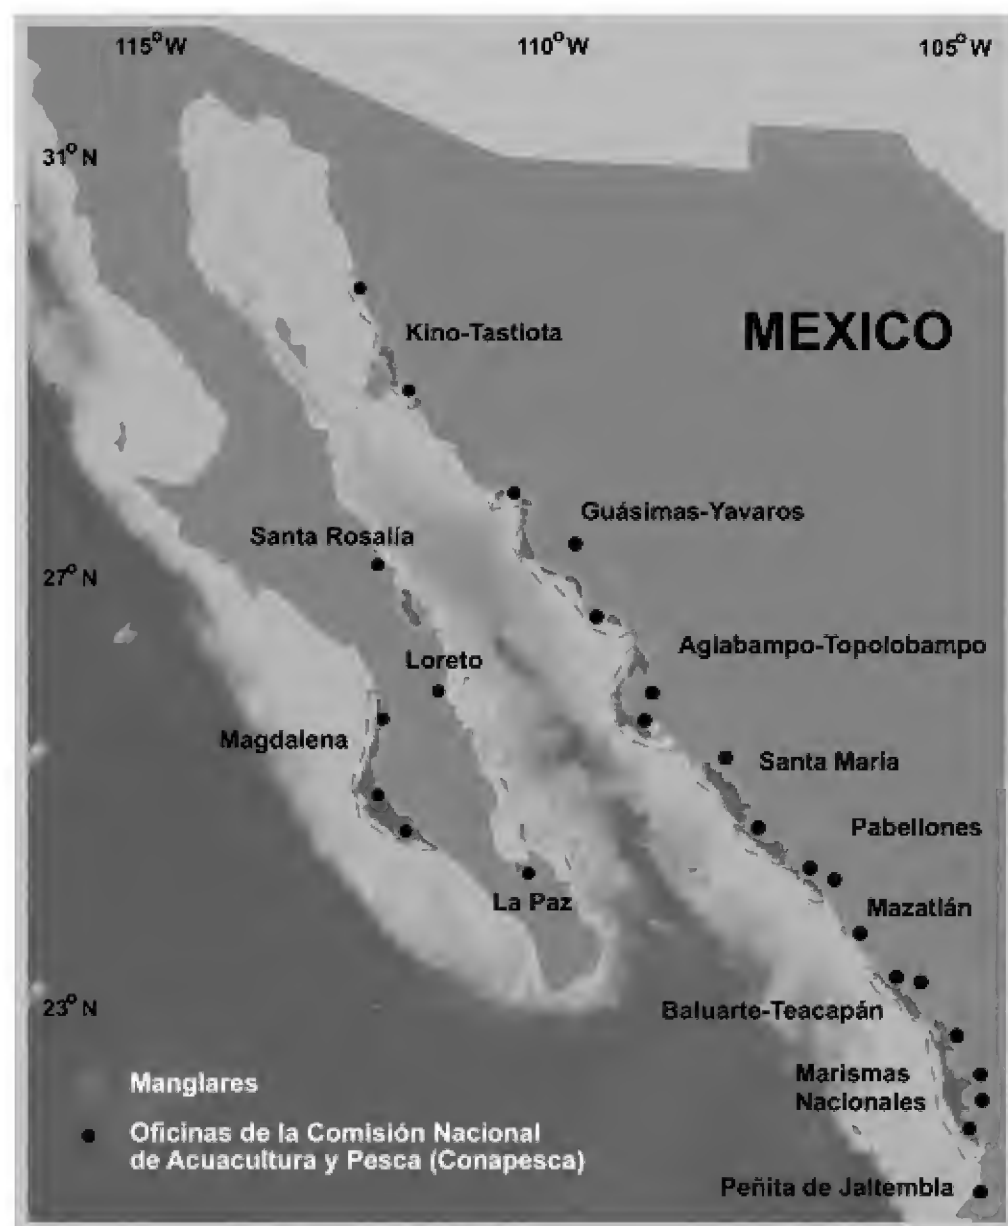 115°W 110°W 105°W
31°N
MEXICO
Kino-Tastiota
Guásimas-Yavaros
Santa Rosalía
27°N
Agiabampo-Topolobampo
Loreto
Magdalena
Santa María
Pabellones
La Paz
Mazatlán
23°N
Baluarte-Teacapán
Manglares
Marismas
Nacionales
Oficinas de la Comisión Nacional
de Acuacultura y Pesca (Conapesca)
Peñita de Jaltembla